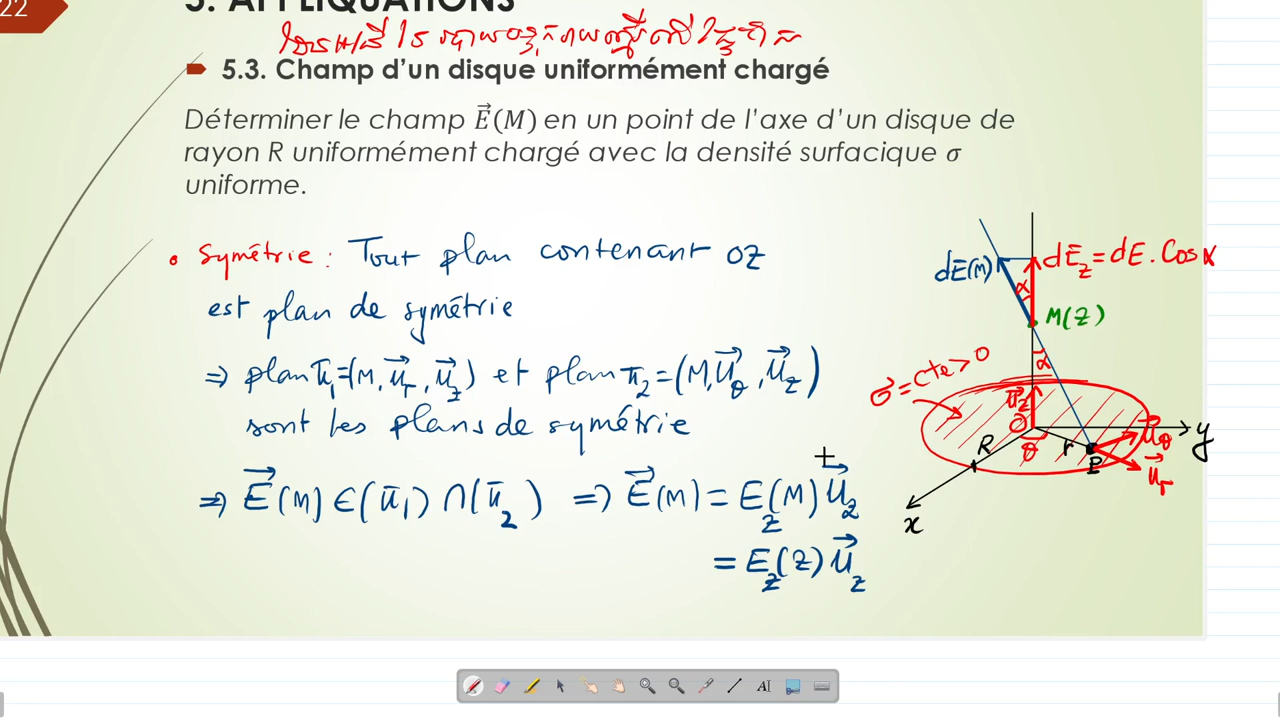 22
5. APPLIQUATIONS
5.3. Champ d’un disque uniformément chargé
Déterminer le champ E⃗(M) en un point de l’axe d’un disque de
rayon R uniformément chargé avec la densité surfacique σ
uniforme.
• Symétrie : Tout plan contenant OZ
est plan de symétrie
⇒ plan π₁=(M, u⃗r, u⃗z) et plan π₂=(M, u⃗θ, u⃗z)
sont les plans de symétrie
⇒ E⃗(M) ∈ (π₁) ∩ (π₂) ⇒ E⃗(M) = Ez(M) u⃗z
= Ez(z) u⃗z
dE(M)
dEz = dE . Cos α
α
M(z)
α
σ = cte > 0
u⃗z
O
θ
R
r
P
u⃗θ
u⃗r
y
x
AI